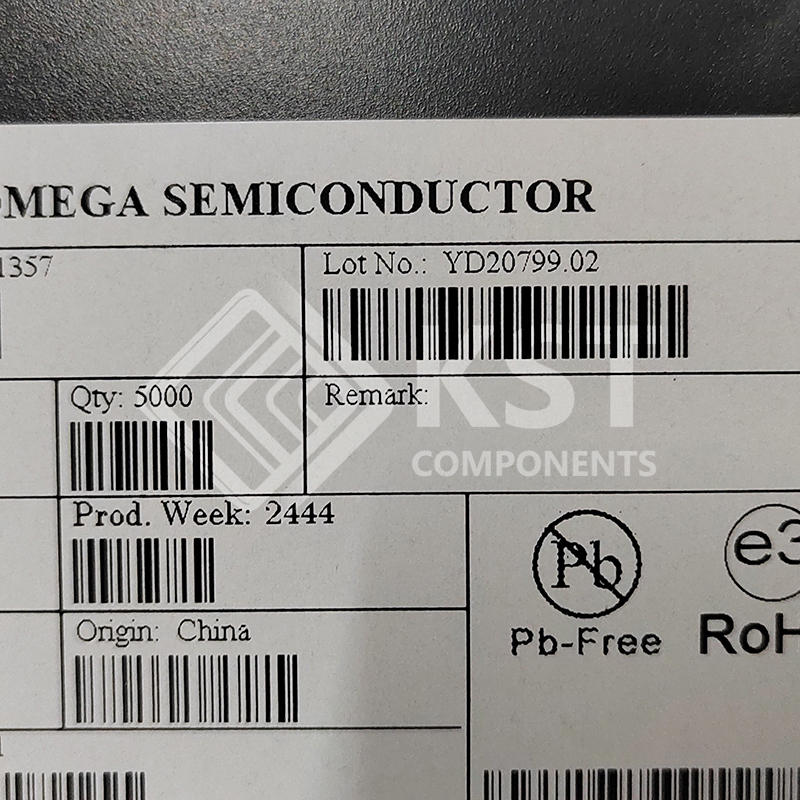 OMEGA SEMICONDUCTOR
1357
Lot No.: YD20799.02
Qty: 5000
Remark:
KST
COMPONENTS
Prod. Week: 2444
Pb
e3
Pb-Free
RoH
Origin: China